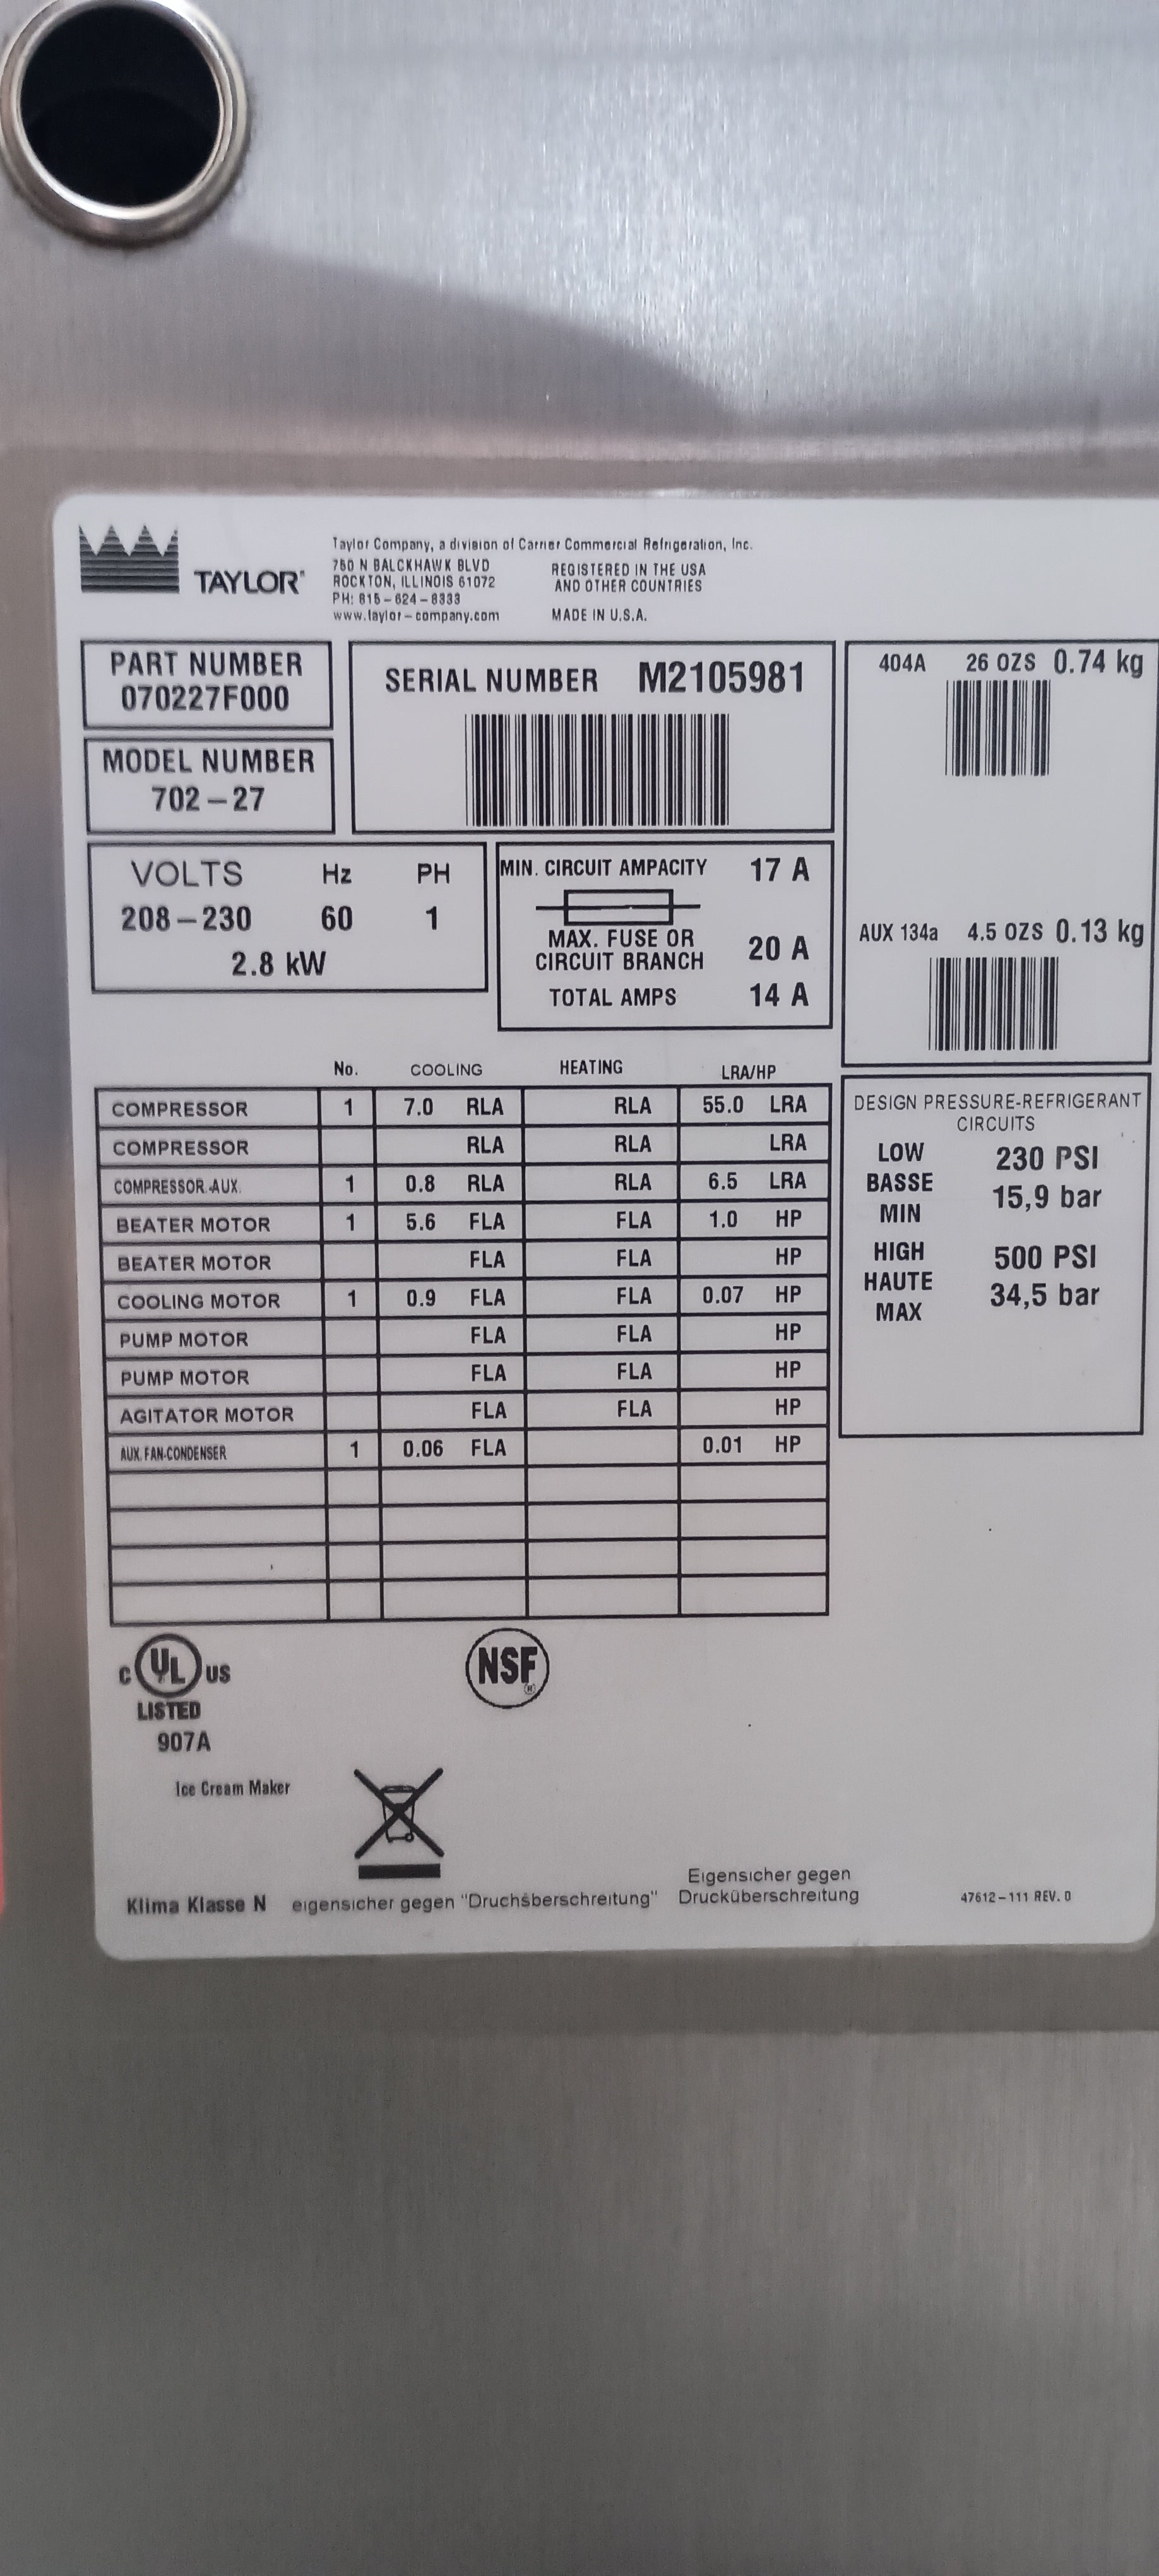 TAYLOR®
Taylor Company, a division of Carrier Commercial Refrigeration, Inc.
750 N BALCKHAWK BLVD
ROCKTON, ILLINOIS 61072
PH: 815-624-8333
www.taylor-company.com
REGISTERED IN THE USA
AND OTHER COUNTRIES
MADE IN U.S.A.
PART NUMBER
070227F000
SERIAL NUMBER M2105981
404A 26 OZS 0.74 kg
MODEL NUMBER
702-27
VOLTS Hz PH
208-230 60 1
2.8 kW
MIN. CIRCUIT AMPACITY 17 A
MAX. FUSE OR
CIRCUIT BRANCH 20 A
TOTAL AMPS 14 A
AUX 134a 4.5 OZS 0.13 kg
No. COOLING HEATING LRA/HP
COMPRESSOR 1 7.0 RLA RLA 55.0 LRA
COMPRESSOR RLA RLA LRA
COMPRESSOR-AUX. 1 0.8 RLA RLA 6.5 LRA
BEATER MOTOR 1 5.6 FLA FLA 1.0 HP
BEATER MOTOR FLA FLA HP
COOLING MOTOR 1 0.9 FLA FLA 0.07 HP
PUMP MOTOR FLA FLA HP
PUMP MOTOR FLA FLA HP
AGITATOR MOTOR FLA FLA HP
AUX. FAN-CONDENSER 1 0.06 FLA 0.01 HP
DESIGN PRESSURE-REFRIGERANT
CIRCUITS
LOW
BASSE
MIN
230 PSI
15,9 bar
HIGH
HAUTE
MAX
500 PSI
34,5 bar
C UL US
LISTED
907A
NSF®
Ice Cream Maker
Klima Klasse N
eigensicher gegen "Druchsberschreitung"
Eigensicher gegen
Drucküberschreitung
47612-111 REV. 0